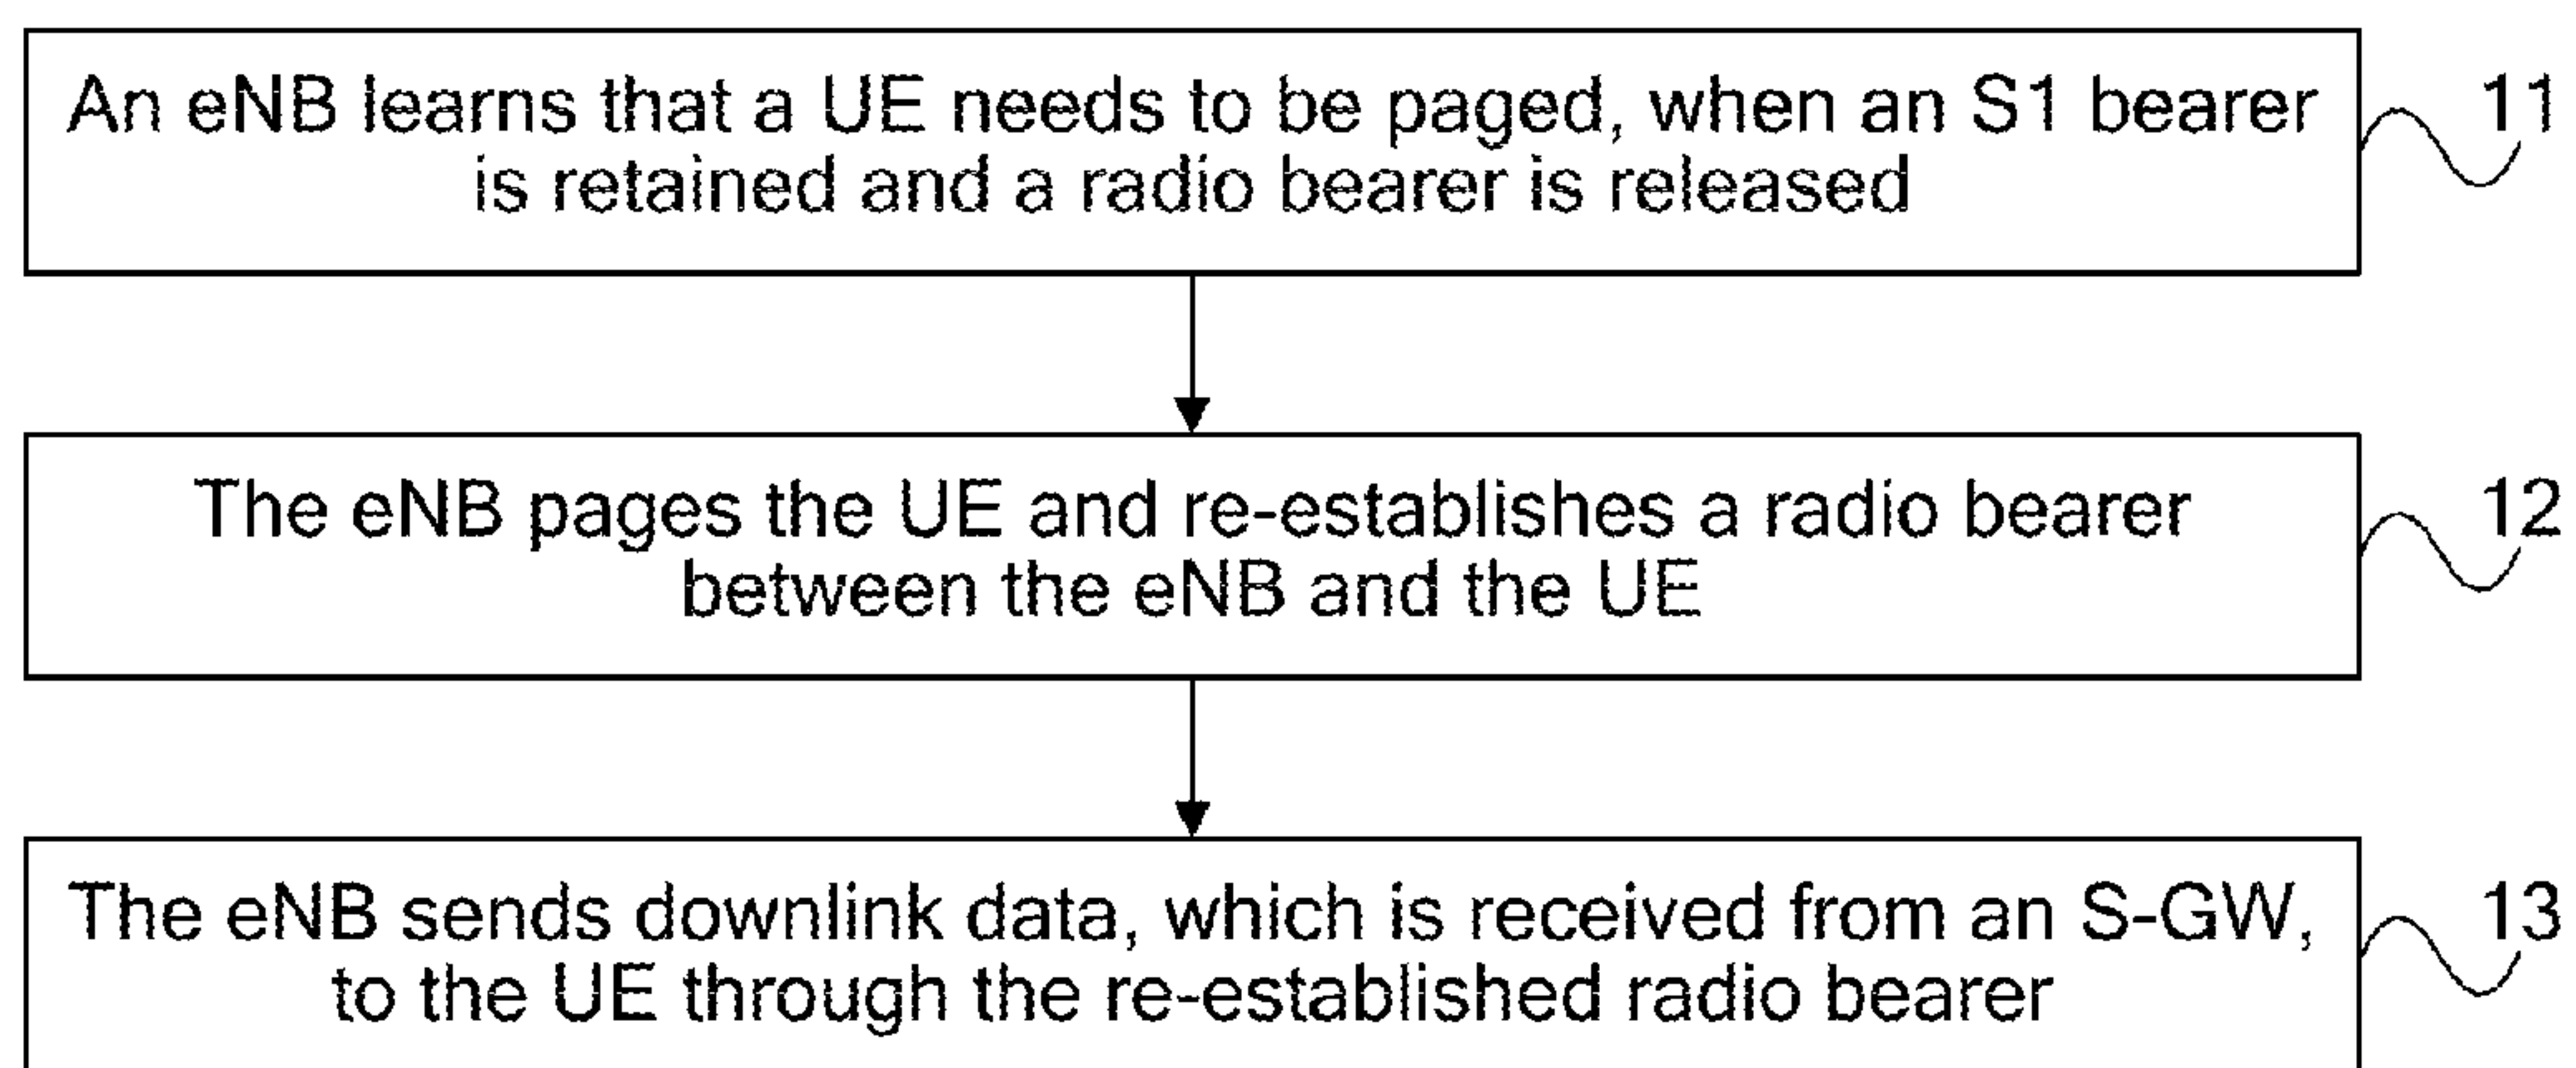 An eNB learns that a UE needs to be paged, when an S1 bearer
is retained and a radio bearer is released
11
The eNB pages the UE and re-establishes a radio bearer
between the eNB and the UE
12
The eNB sends downlink data, which is received from an S-GW,
to the UE through the re-established radio bearer
13